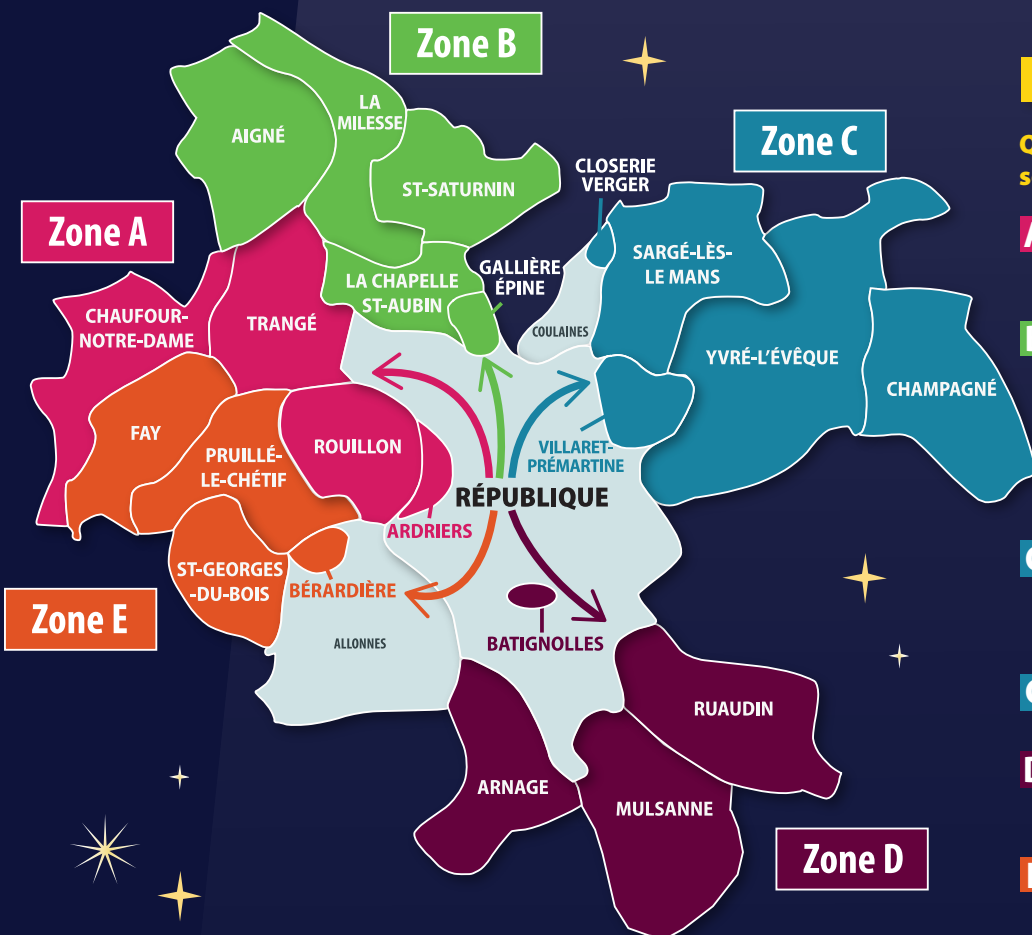 Zone B
LA
MILESSE
AIGNÉ
ST-SATURNIN
Zone C
CLOSERIE
VERGER
Zone A
SARGÉ-LÈS-
LE MANS
LA CHAPELLE
ST-AUBIN
GALLIÈRE
ÉPINE
CHAUFOUR-
NOTRE-DAME
TRANGÉ
COULAINES
YVRÉ-L'ÉVÊQUE
CHAMPAGNÉ
FAY
ROUILLON
PRUILLÉ-
LE-CHÉTIF
VILLARET-
PRÉMARTINE
RÉPUBLIQUE
ARDRIERS
ST-GEORGES
-DU-BOIS
BÉRARDIÈRE
Zone E
ALLONNES
BATIGNOLLES
RUAUDIN
ARNAGE
MULSANNE
Zone D